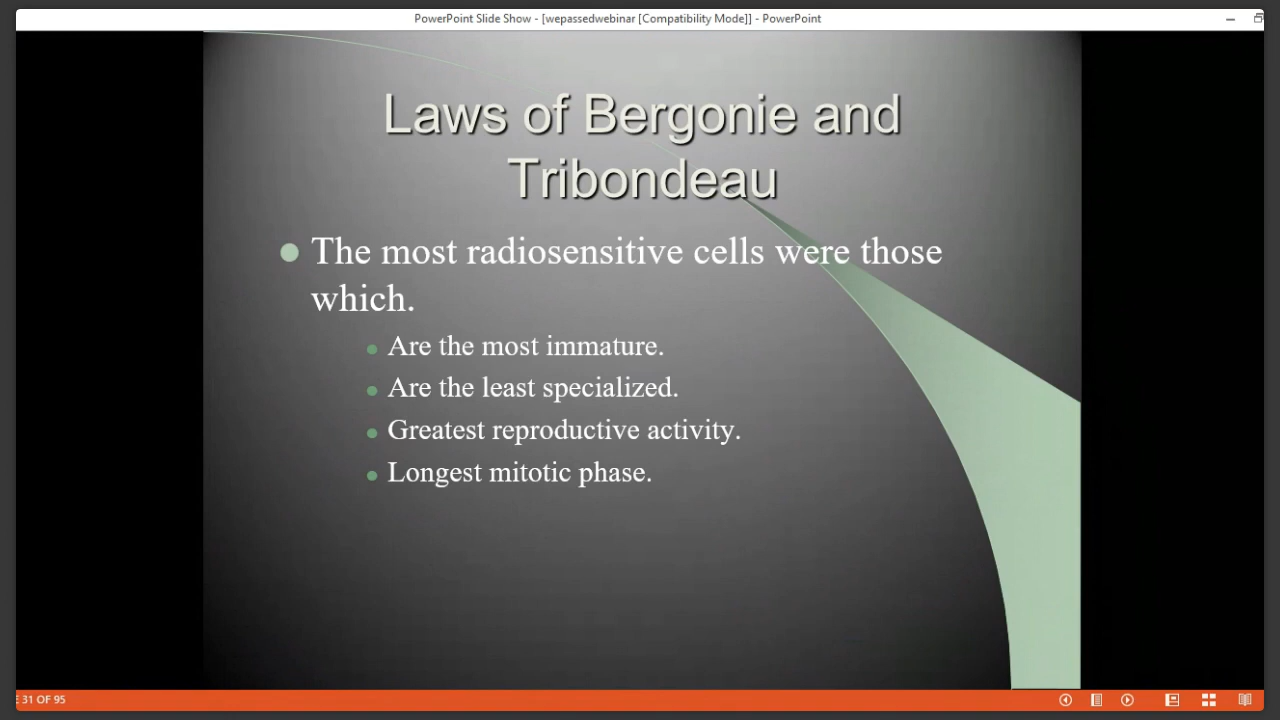 PowerPoint Slide Show - [wepassedwebinar [Compatibility Mode]] - PowerPoint
Laws of Bergonie and
Tribondeau
The most radiosensitive cells were those
which.
Are the most immature.
Are the least specialized.
Greatest reproductive activity.
Longest mitotic phase.
E 31 OF 95